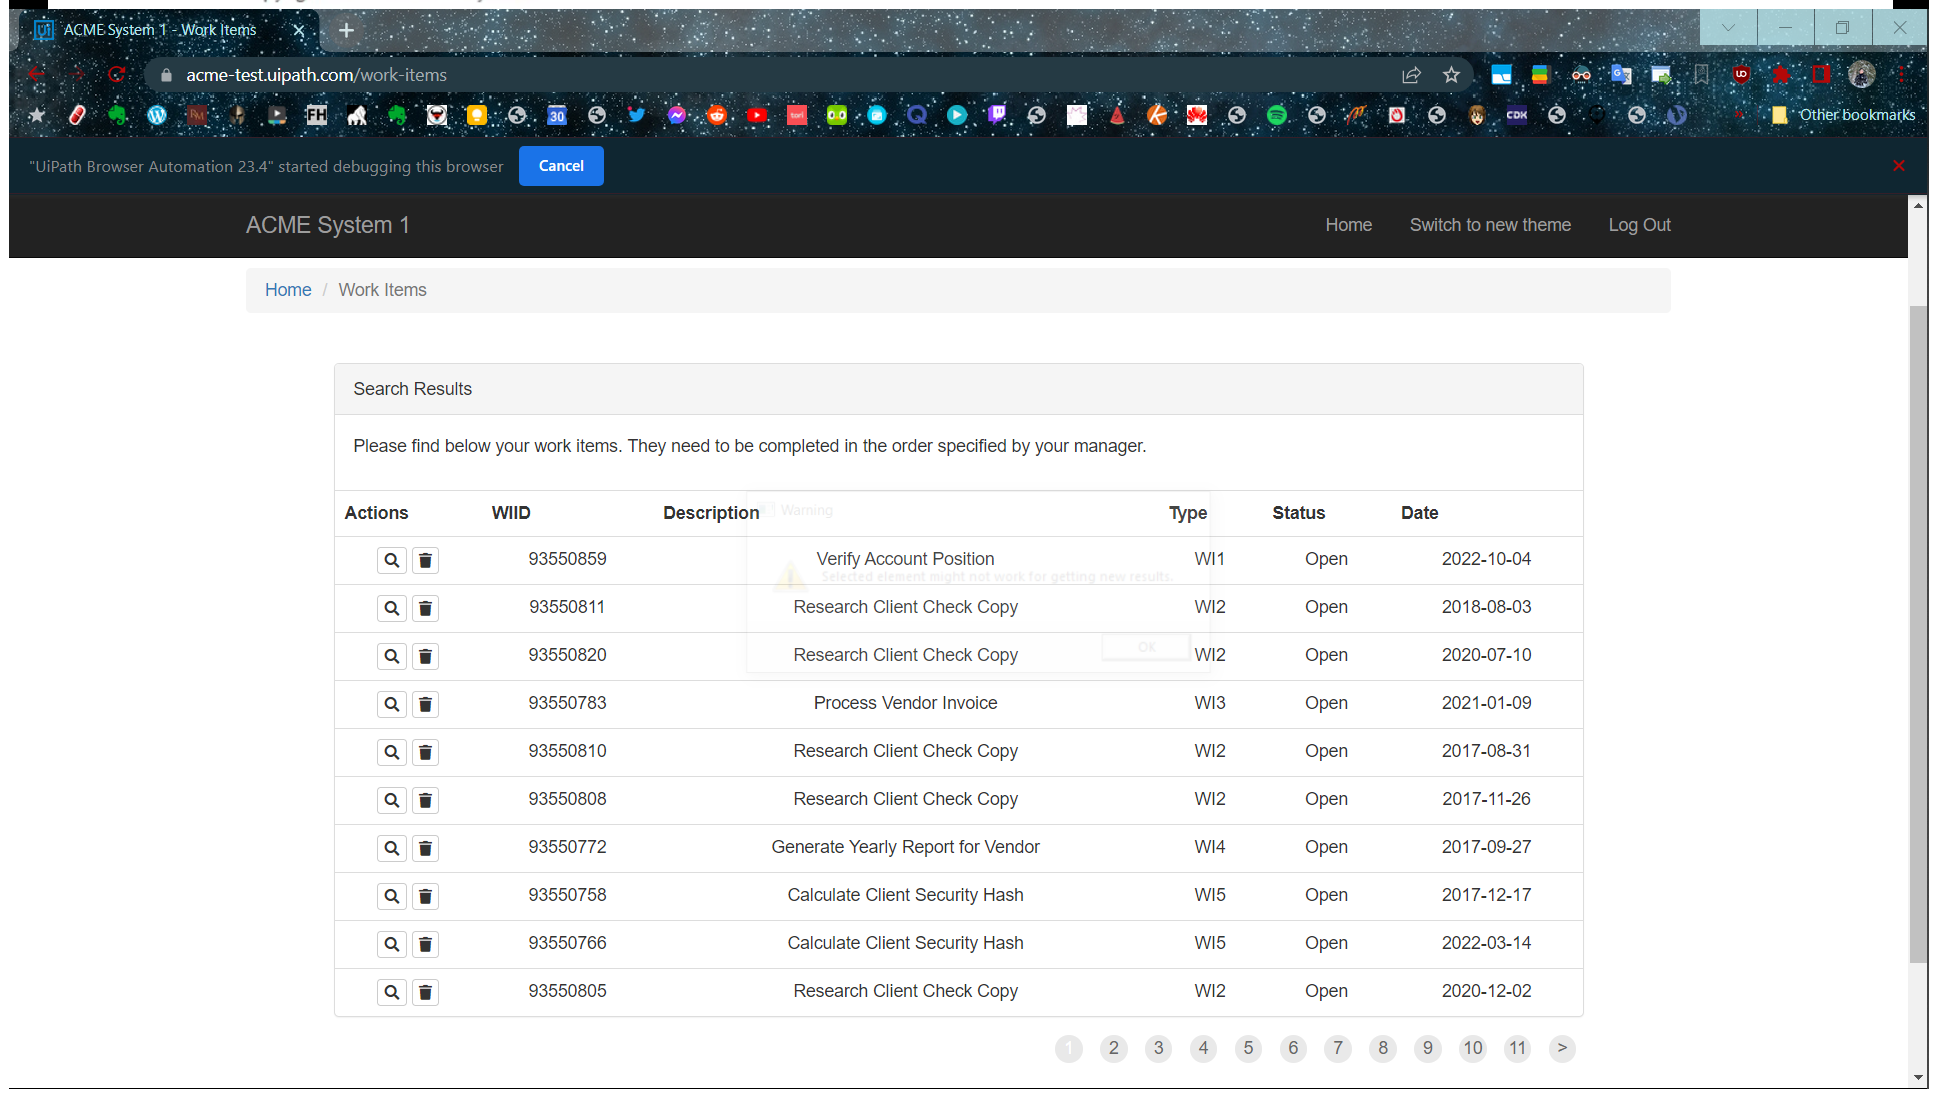 ACME System 1 - Work Items
acme-test.uipath.com/work-items
Other bookmarks
"UiPath Browser Automation 23.4" started debugging this browser Cancel
ACME System 1 Home Switch to new theme Log Out
Home / Work Items
Search Results
Please find below your work items. They need to be completed in the order specified by your manager.
Actions WIID Description Type Status Date
Warning
93550859 Verify Account Position WI1 Open 2022-10-04
Selected element might not work for getting new results.
93550811 Research Client Check Copy WI2 Open 2018-08-03
OK
93550820 Research Client Check Copy WI2 Open 2020-07-10
93550783 Process Vendor Invoice WI3 Open 2021-01-09
93550810 Research Client Check Copy WI2 Open 2017-08-31
93550808 Research Client Check Copy WI2 Open 2017-11-26
93550772 Generate Yearly Report for Vendor WI4 Open 2017-09-27
93550758 Calculate Client Security Hash WI5 Open 2017-12-17
93550766 Calculate Client Security Hash WI5 Open 2022-03-14
93550805 Research Client Check Copy WI2 Open 2020-12-02
1 2 3 4 5 6 7 8 9 10 11 >